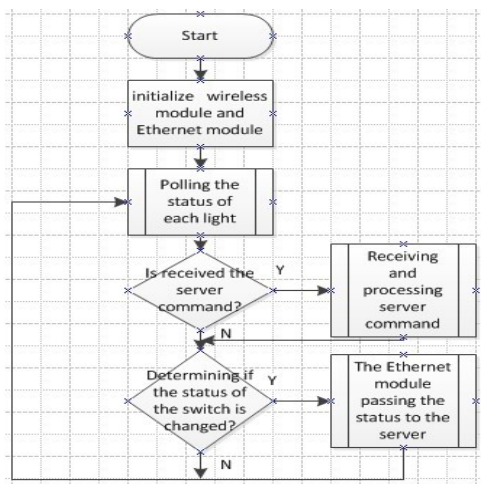 Start
initialize wireless
module and
Ethernet module
Polling the
status of
each light
Is received the
server
command?
Y
Receiving
and
processing
server
command
N
Determining if
the status of
the switch is
changed?
Y
The Ethernet
module
passing the
status to the
server
N